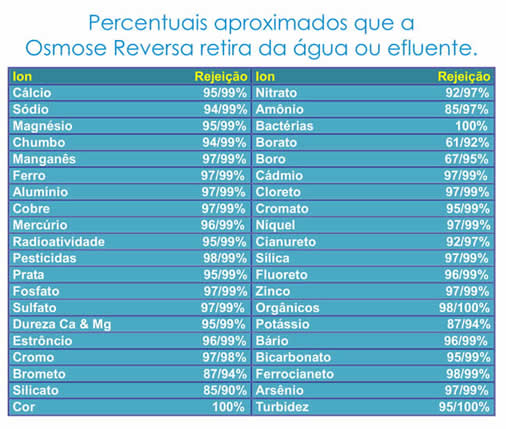 Percentuais aproximados que a
Osmose Reversa retira da água ou efluente.
Ion Rejeição Ion Rejeição
Cálcio 95/99% Nitrato 92/97%
Sódio 94/99% Amônio 85/97%
Magnésio 95/99% Bactérias 100%
Chumbo 94/99% Borato 61/92%
Manganês 97/99% Boro 67/95%
Ferro 97/99% Cádmio 97/99%
Alumínio 97/99% Cloreto 97/99%
Cobre 97/99% Cromato 95/99%
Mercúrio 96/99% Níquel 97/99%
Radioatividade 95/99% Cianureto 92/97%
Pesticidas 98/99% Sílica 97/99%
Prata 95/99% Fluoreto 96/99%
Fosfato 97/99% Zinco 97/99%
Sulfato 97/99% Orgânicos 98/100%
Dureza Ca & Mg 95/99% Potássio 87/94%
Estrôncio 96/99% Bário 96/99%
Cromo 97/98% Bicarbonato 95/99%
Brometo 87/94% Ferrocianeto 98/99%
Silicato 85/90% Arsênio 97/99%
Cor 100% Turbidez 95/100%